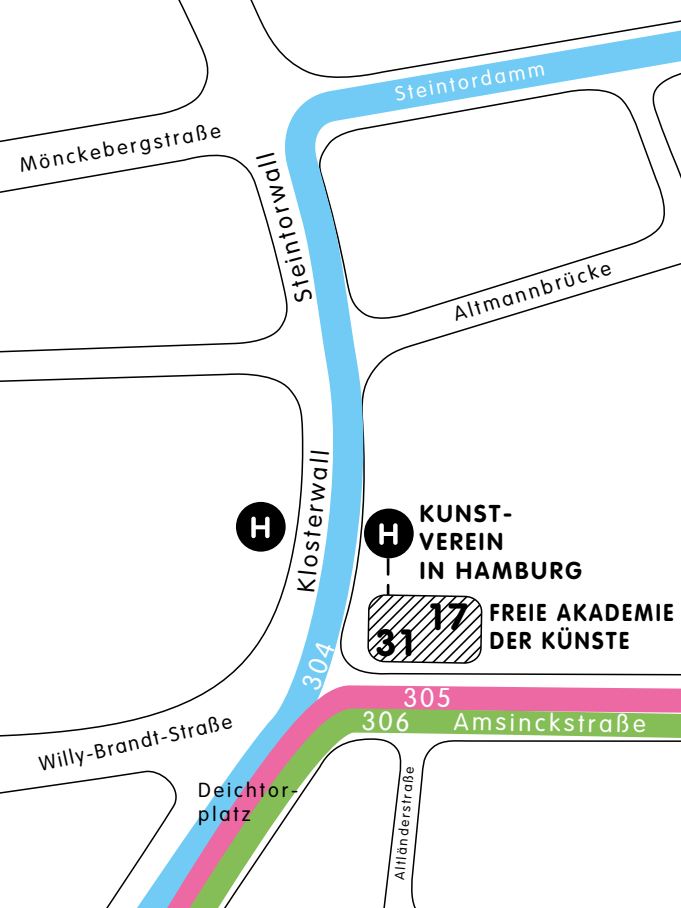 Steintordamm
Mönckebergstraße
Steintorwall
Altmannbrücke
Klosterwall
H
H
KUNST-
VEREIN
IN HAMBURG
17
31
FREIE AKADEMIE
DER KÜNSTE
304
305
306 Amsinckstraße
Willy-Brandt-Straße
Deichtor-
platz
Altländerstraße